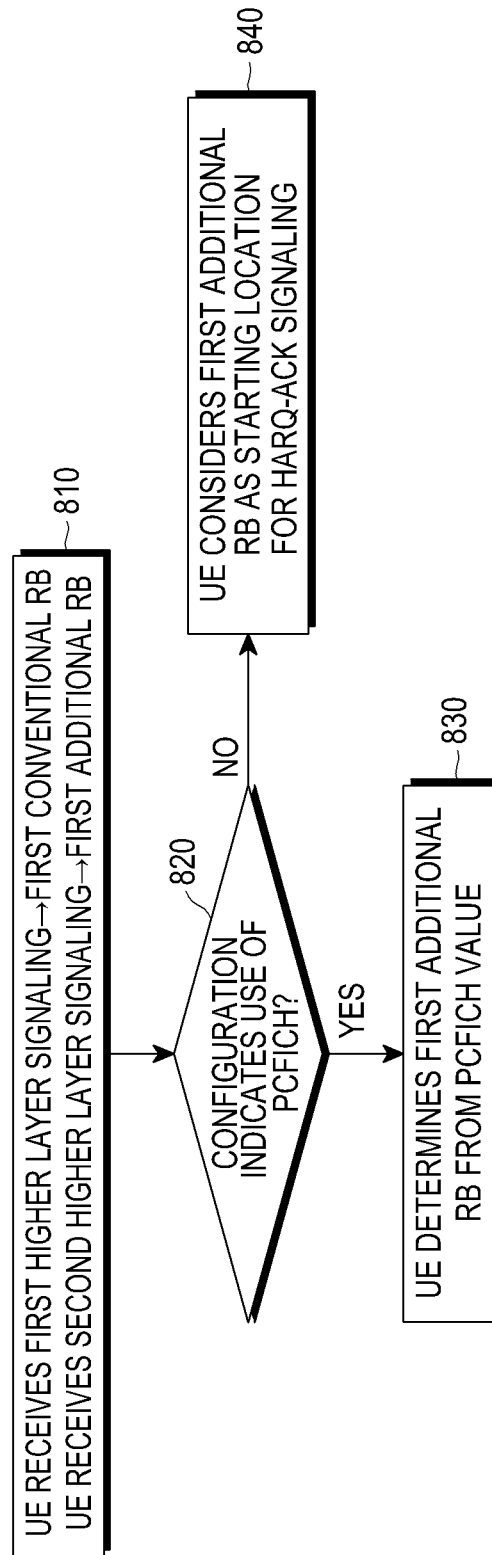 UE RECEIVES FIRST HIGHER LAYER SIGNALING→FIRST CONVENTIONAL RB
UE RECEIVES SECOND HIGHER LAYER SIGNALING→FIRST ADDITIONAL RB
810
CONFIGURATION
INDICATES USE OF
PCFICH?
820
NO
YES
UE DETERMINES FIRST ADDITIONAL
RB FROM PCFICH VALUE
830
UE CONSIDERS FIRST ADDITIONAL
RB AS STARTING LOCATION
FOR HARQ-ACK SIGNALING
840